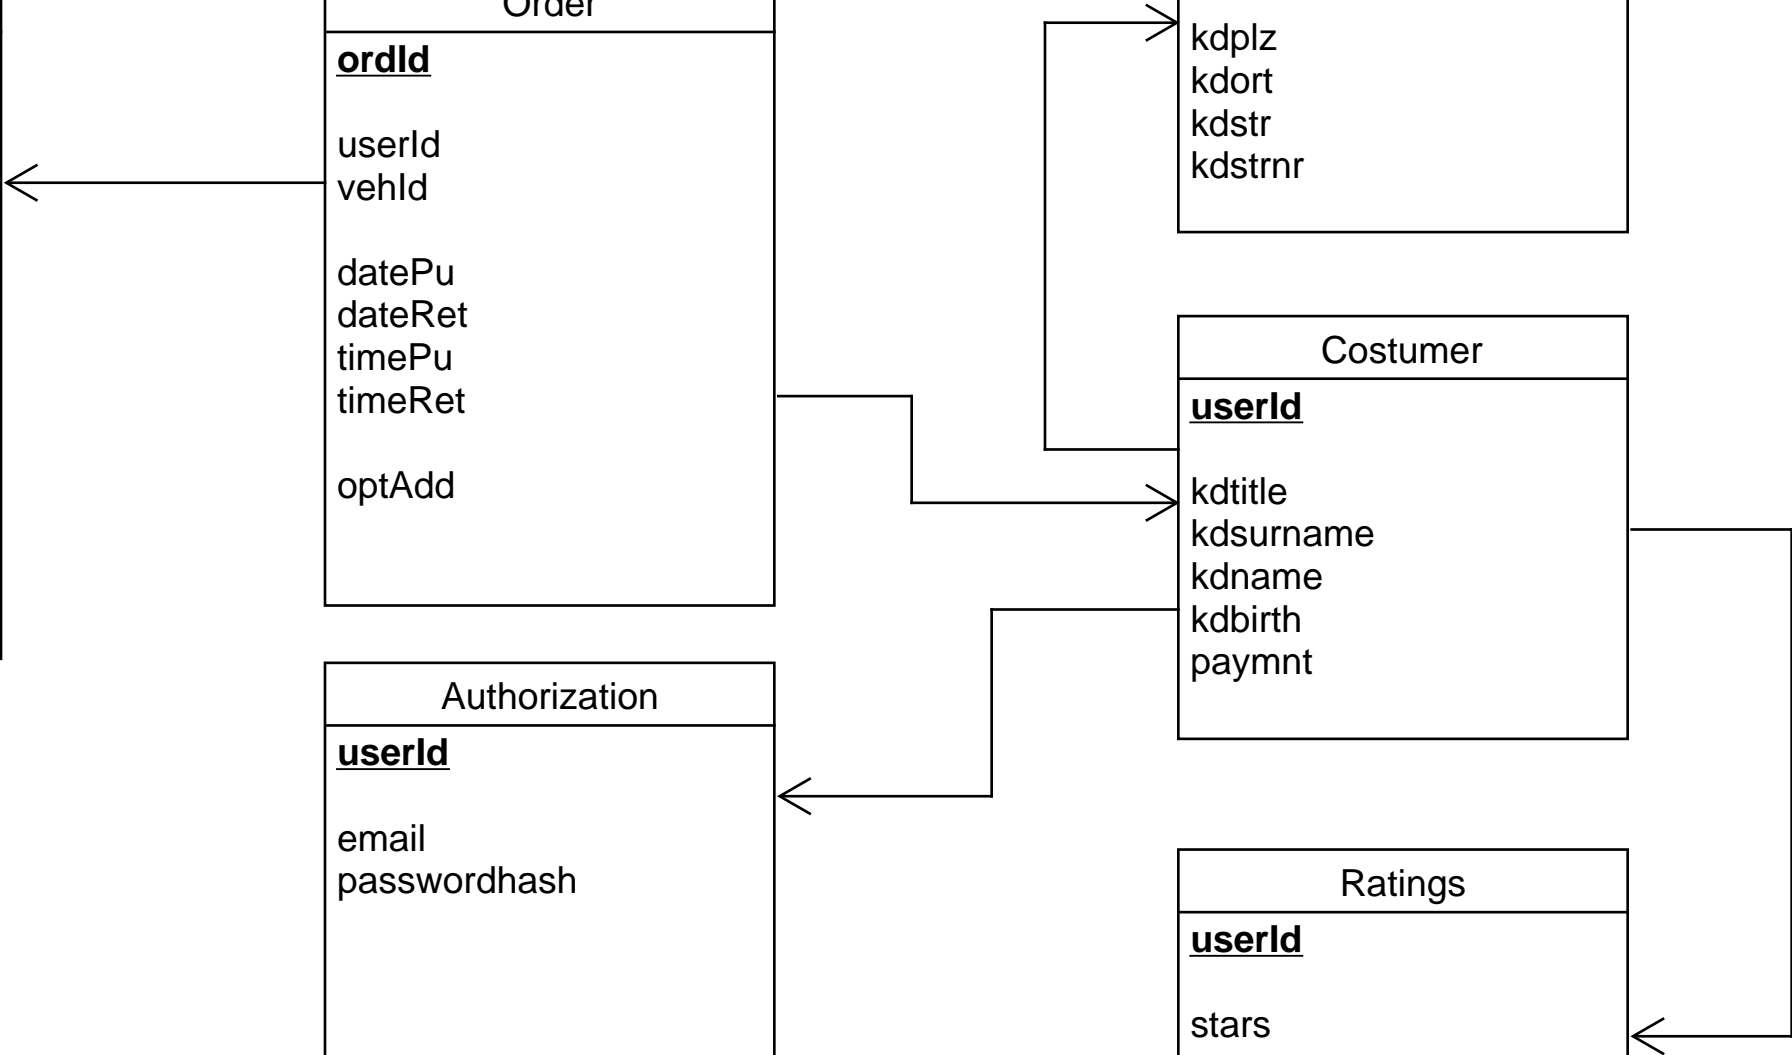 Order
ordId
userId
vehId
datePu
dateRet
timePu
timeRet
optAdd
kdplz
kdort
kdstr
kdstrnr
Costumer
userId
kdtitle
kdsurname
kdname
kdbirth
paymnt
Authorization
userId
email
passwordhash
Ratings
userId
stars